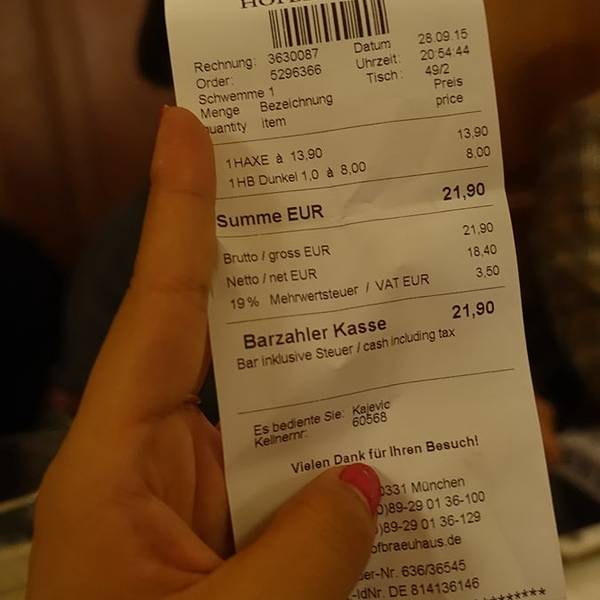 Rechnung: 3630087 Datum 28.09.15
Order: 5296366 Uhrzeit: 20:54:44
Schwemme 1 Tisch: 49/2
Menge Bezeichnung Preis
uantity item price
1 HAXE à 13,90 13,90
1 HB Dunkel 1,0 à 8,00 8,00
Summe EUR 21,90
Brutto / gross EUR 21,90
Netto / net EUR 18,40
19% Mehrwertsteuer / VAT EUR 3,50
Barzahler Kasse 21,90
Bar inklusive Steuer / cash including tax
Es bediente Sie: Kajevic
Kellnernr: 60568
Vielen Dank für Ihren Besuch!
0331 München
0)89-29 01 36-100
)89-29 01 36-129
ofbraeuhaus.de
er-Nr. 636/36545
-IdNr. DE 814136146